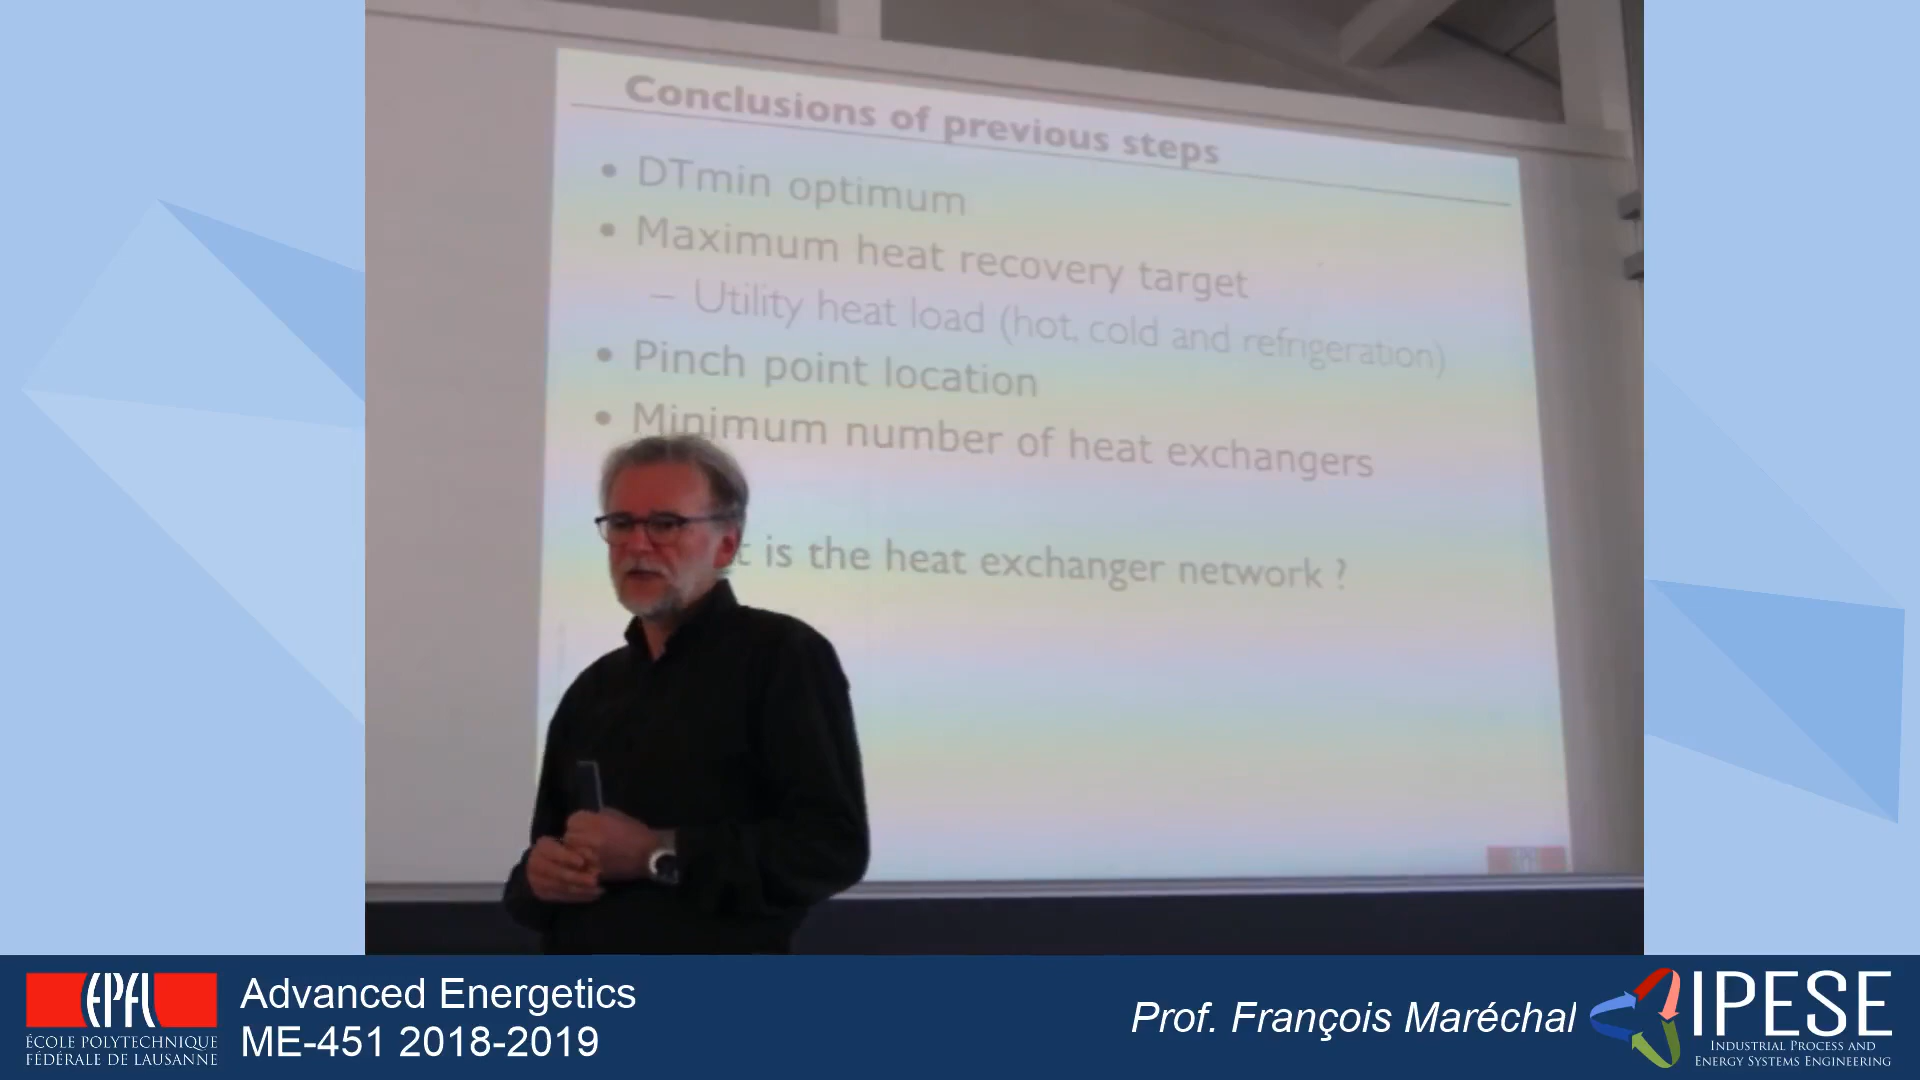 Conclusions of previous steps
• DTmin optimum
• Maximum heat recovery target
– Utility heat load (hot, cold and refrigeration)
• Pinch point location
• Minimum number of heat exchangers
is the heat exchanger network ?
EPFL
ÉCOLE POLYTECHNIQUE
FÉDÉRALE DE LAUSANNE
Advanced Energetics
ME-451 2018-2019
Prof. François Maréchal
IPESE
INDUSTRIAL PROCESS AND
ENERGY SYSTEMS ENGINEERING